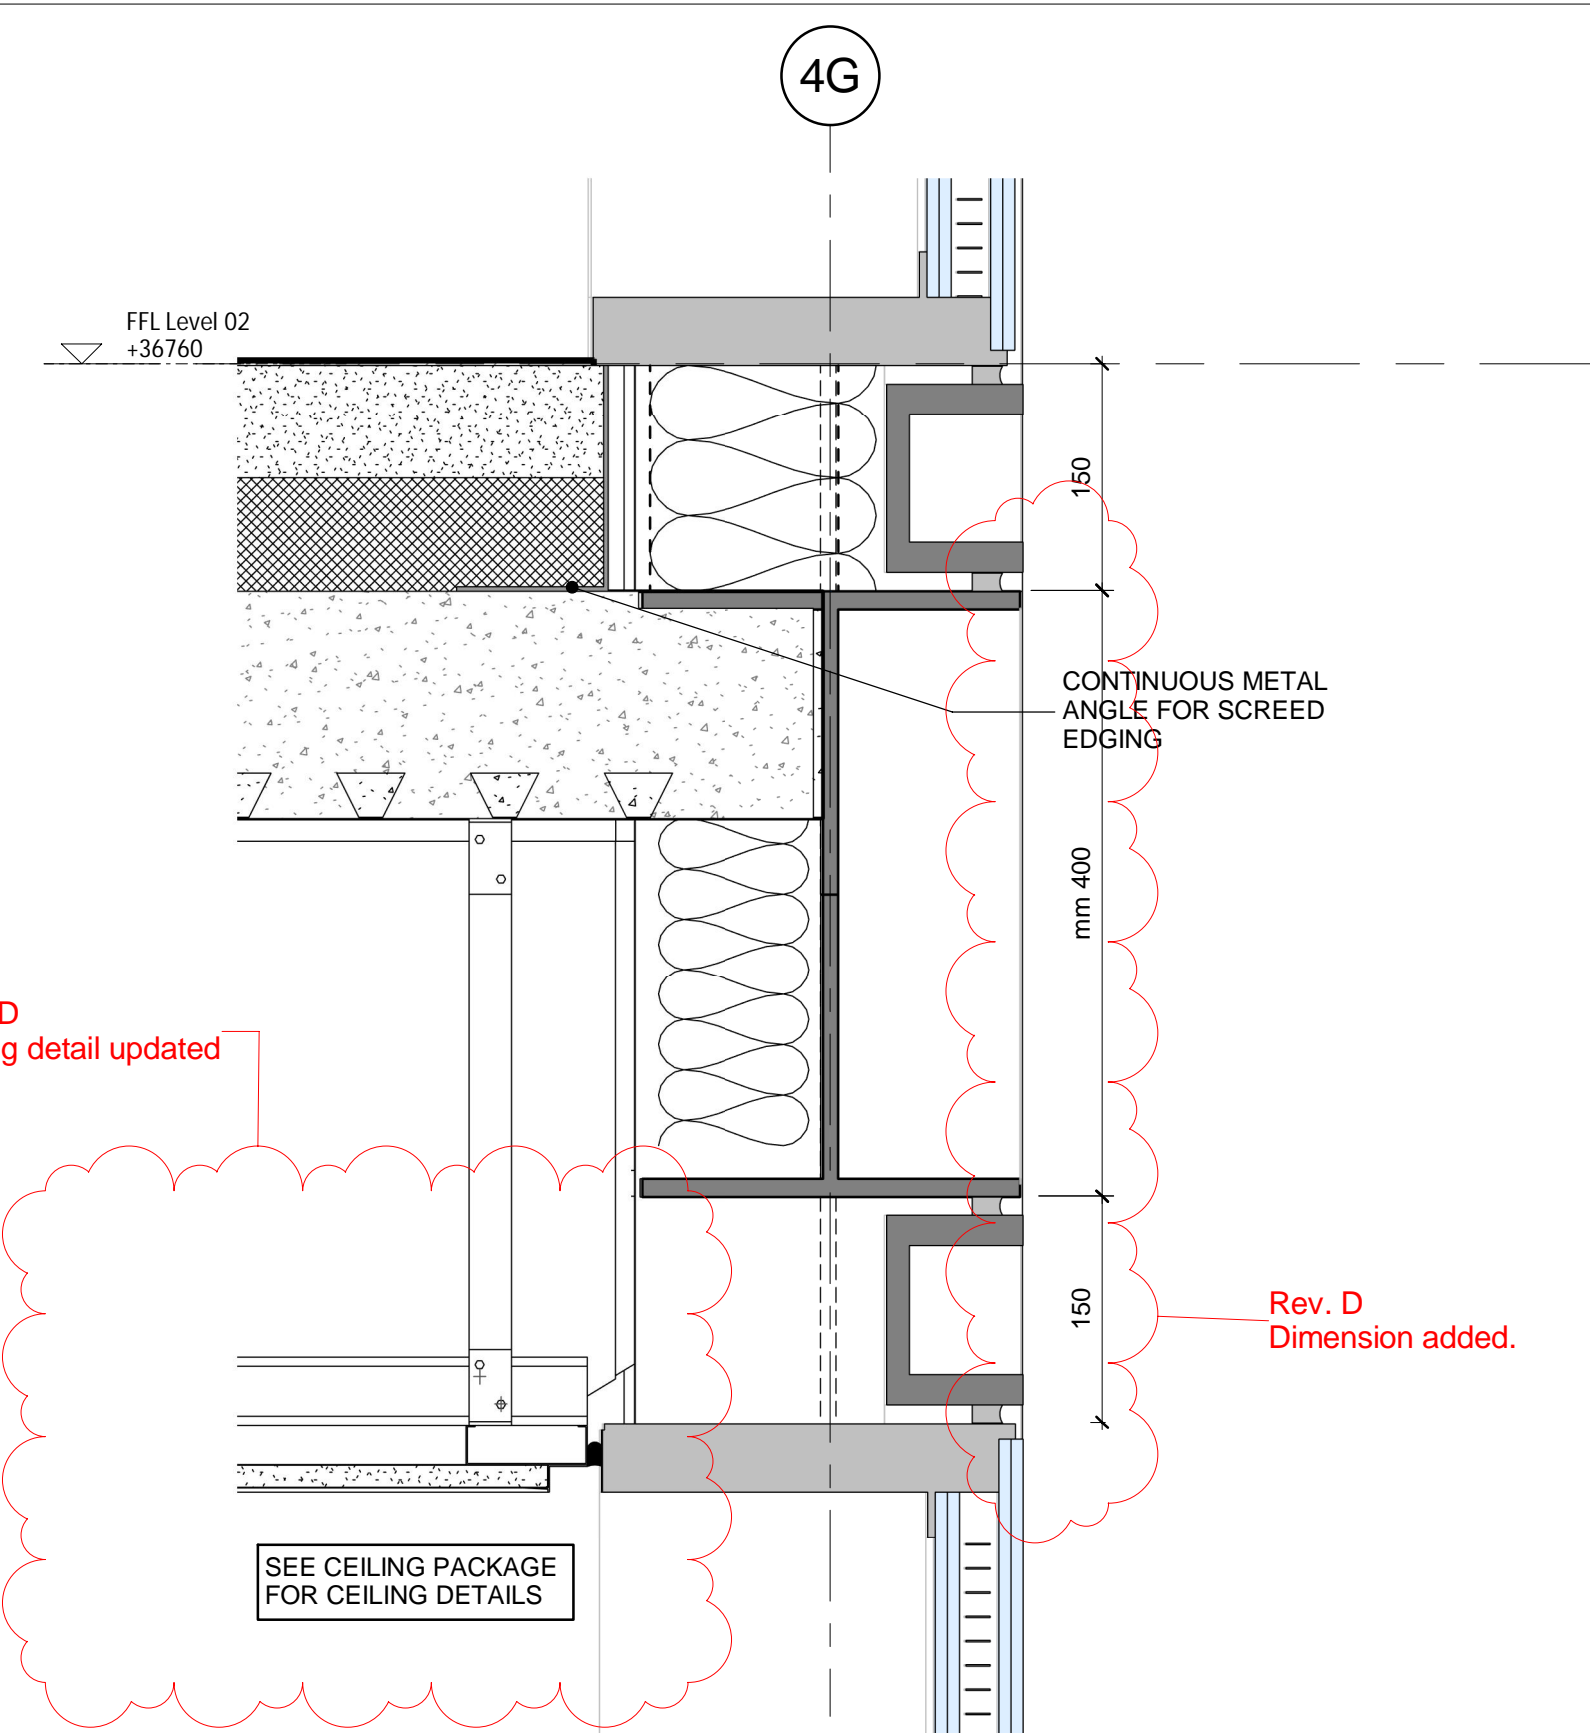 4G
FFL Level 02
+36760
150
CONTINUOUS METAL
ANGLE FOR SCREED
EDGING
mm 400
D
g detail updated
150
Rev. D
Dimension added.
SEE CEILING PACKAGE
FOR CEILING DETAILS